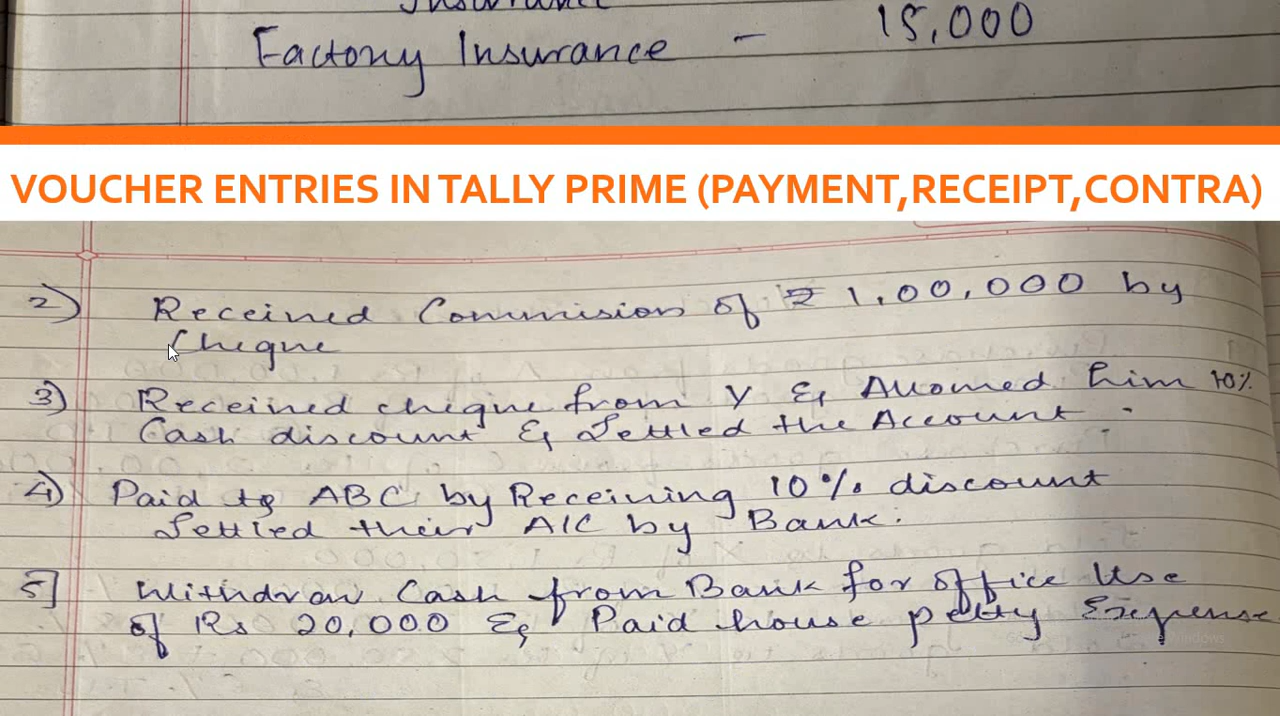 Insurance
Factory Insurance - 15,000
VOUCHER ENTRIES IN TALLY PRIME (PAYMENT,RECEIPT,CONTRA)
2) Received Commision of ₹ 1,00,000 by
Cheque
3) Received cheque from Y & Allowed him 10%
Cash discount & Settled the Account.
4) Paid to ABC by Receiving 10% discount
Settled their A/C by Bank.
5] Withdraw Cash from Bank for office Use
of Rs 20,000 & Paid house petty Expense